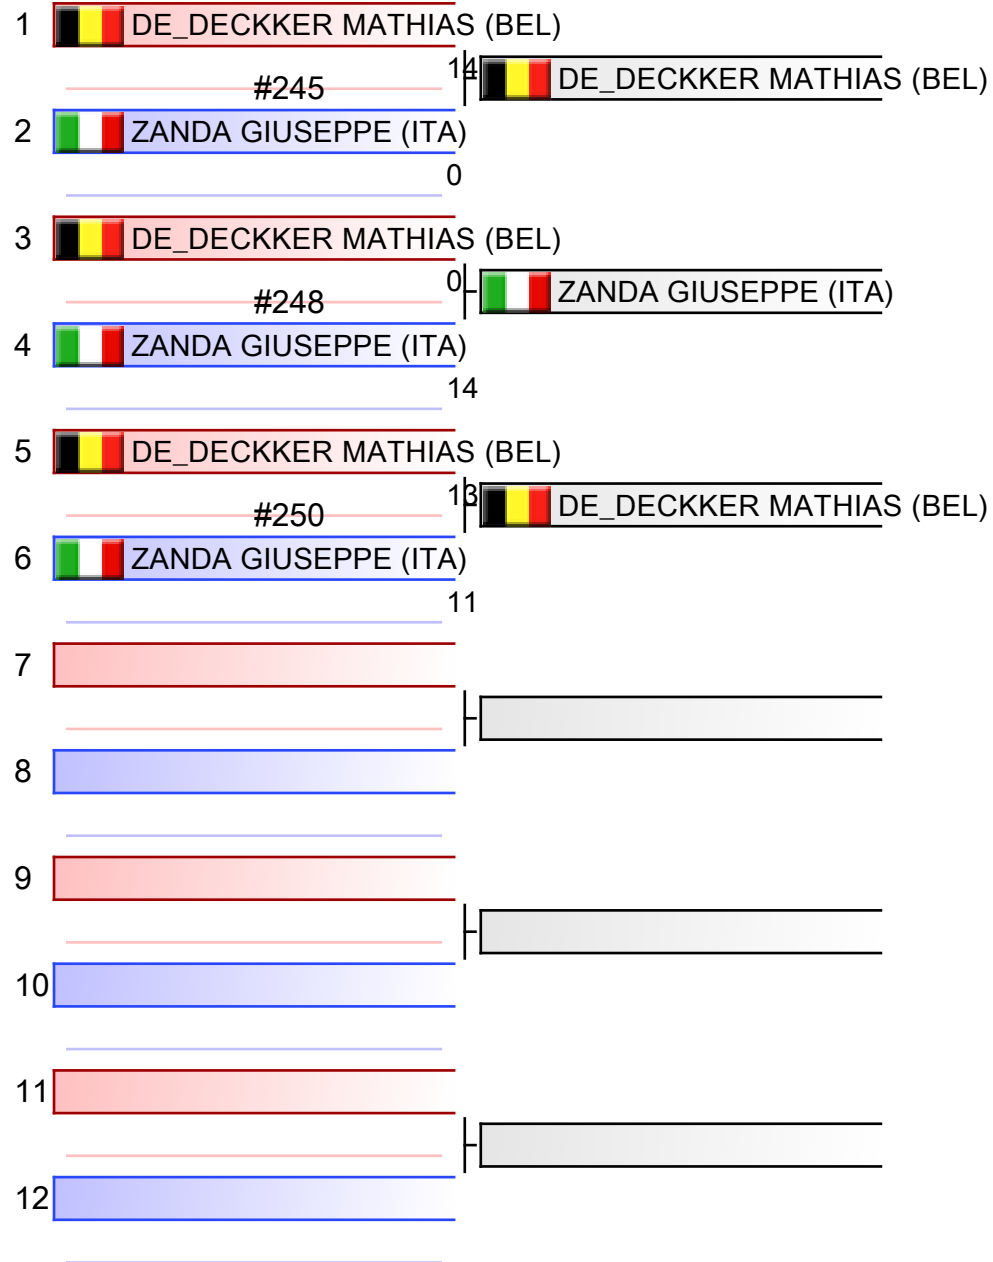 1 DE_DECKKER MATHIAS (BEL)
14 DE_DECKKER MATHIAS (BEL)
#245
2 ZANDA GIUSEPPE (ITA)
0
3 DE_DECKKER MATHIAS (BEL)
0 ZANDA GIUSEPPE (ITA)
#248
4 ZANDA GIUSEPPE (ITA)
14
5 DE_DECKKER MATHIAS (BEL)
13 DE_DECKKER MATHIAS (BEL)
#250
6 ZANDA GIUSEPPE (ITA)
11
7
8
9
10
11
12